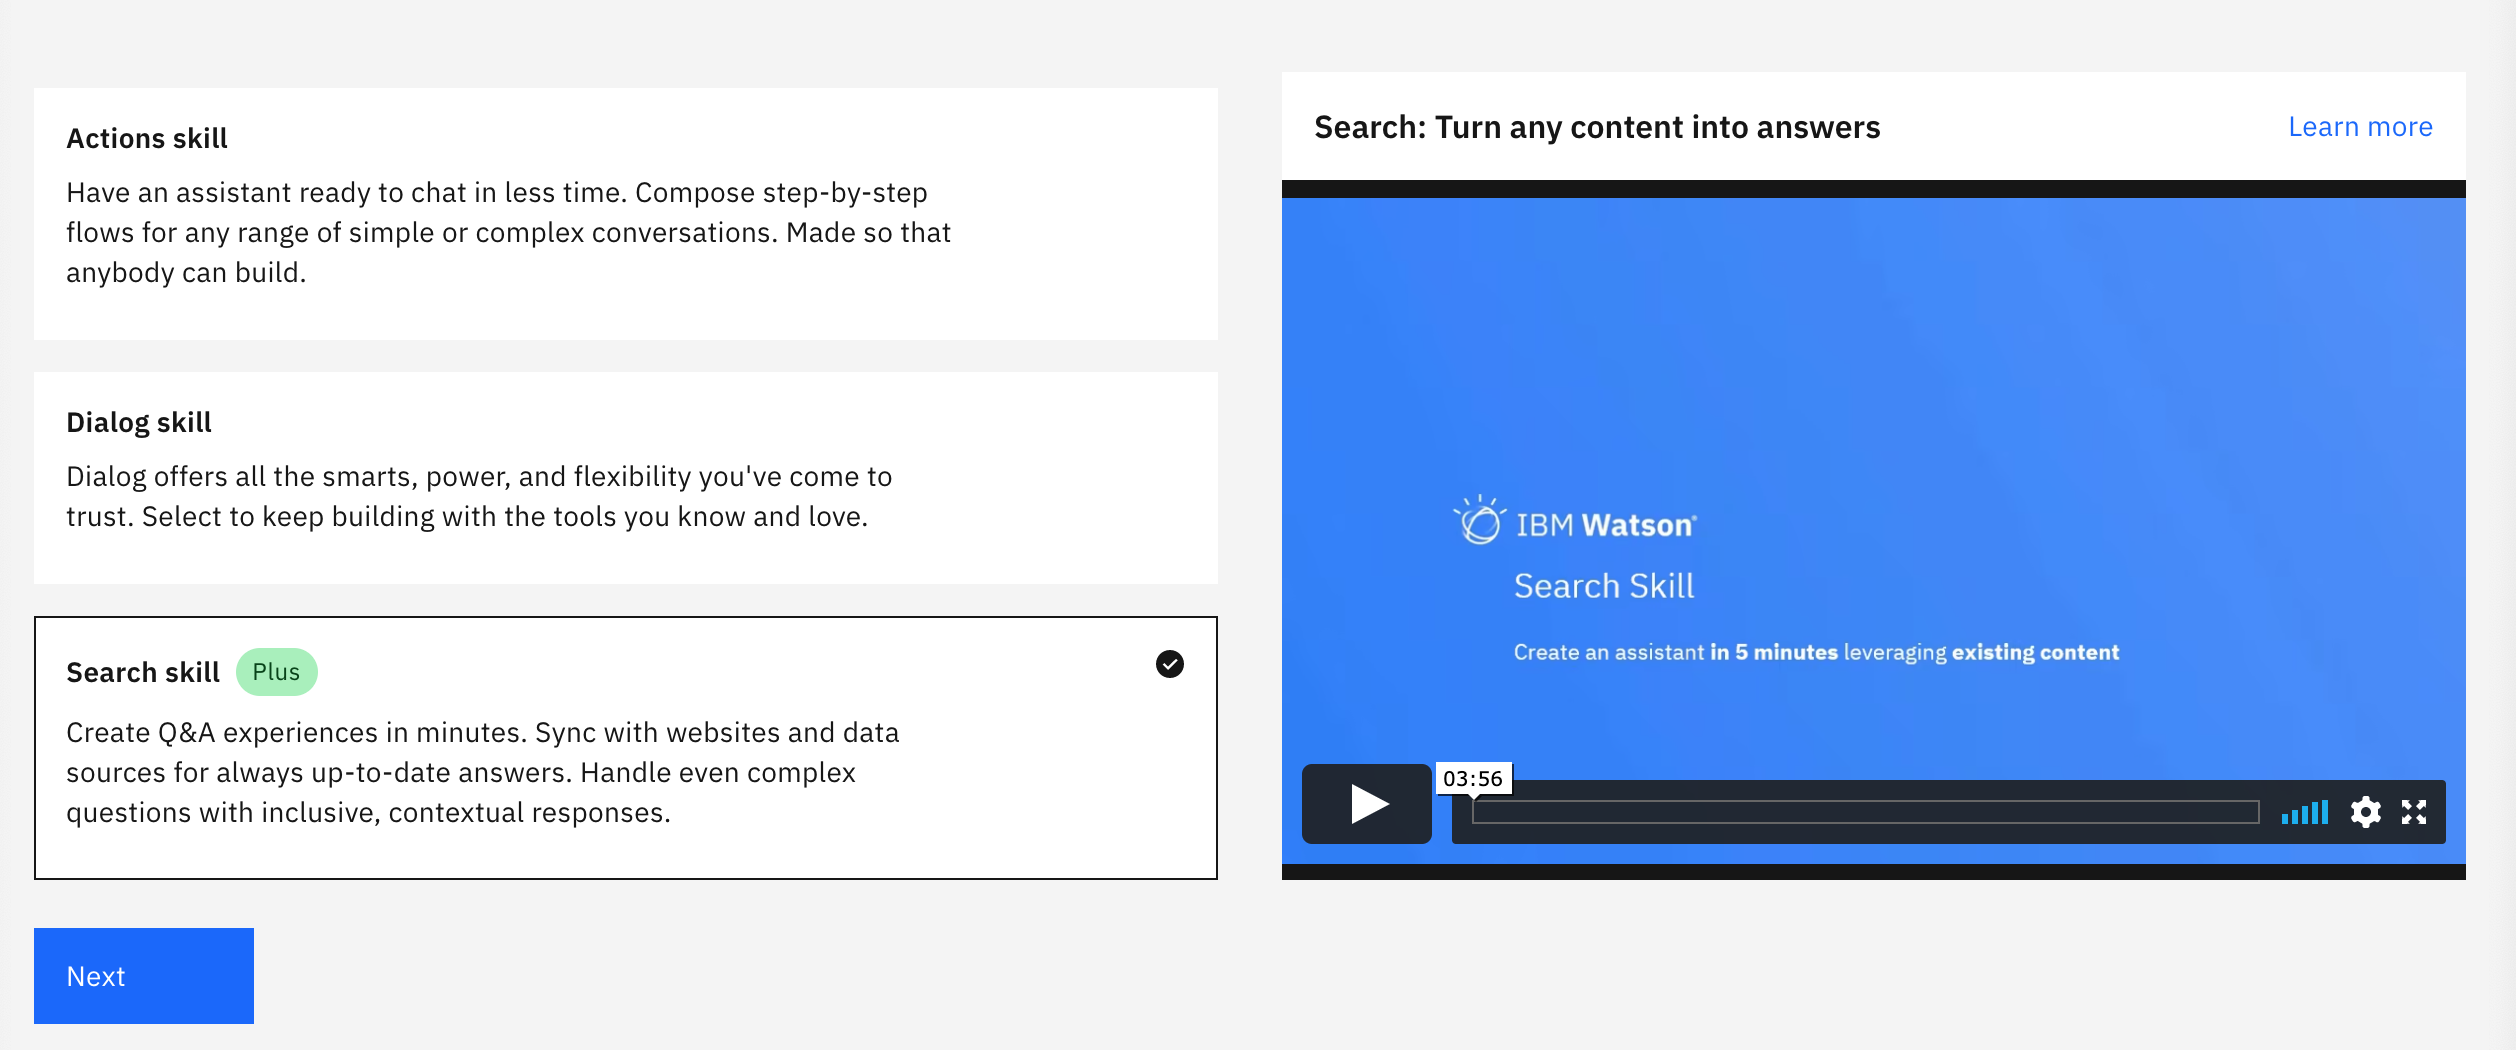 Actions skill
Have an assistant ready to chat in less time. Compose step-by-step
flows for any range of simple or complex conversations. Made so that
anybody can build.
Dialog skill
Dialog offers all the smarts, power, and flexibility you've come to
trust. Select to keep building with the tools you know and love.
Search skill Plus
Create Q&A experiences in minutes. Sync with websites and data
sources for always up-to-date answers. Handle even complex
questions with inclusive, contextual responses.
Next
Search: Turn any content into answers
Learn more
IBM Watson®
Search Skill
Create an assistant in 5 minutes leveraging existing content
03:56